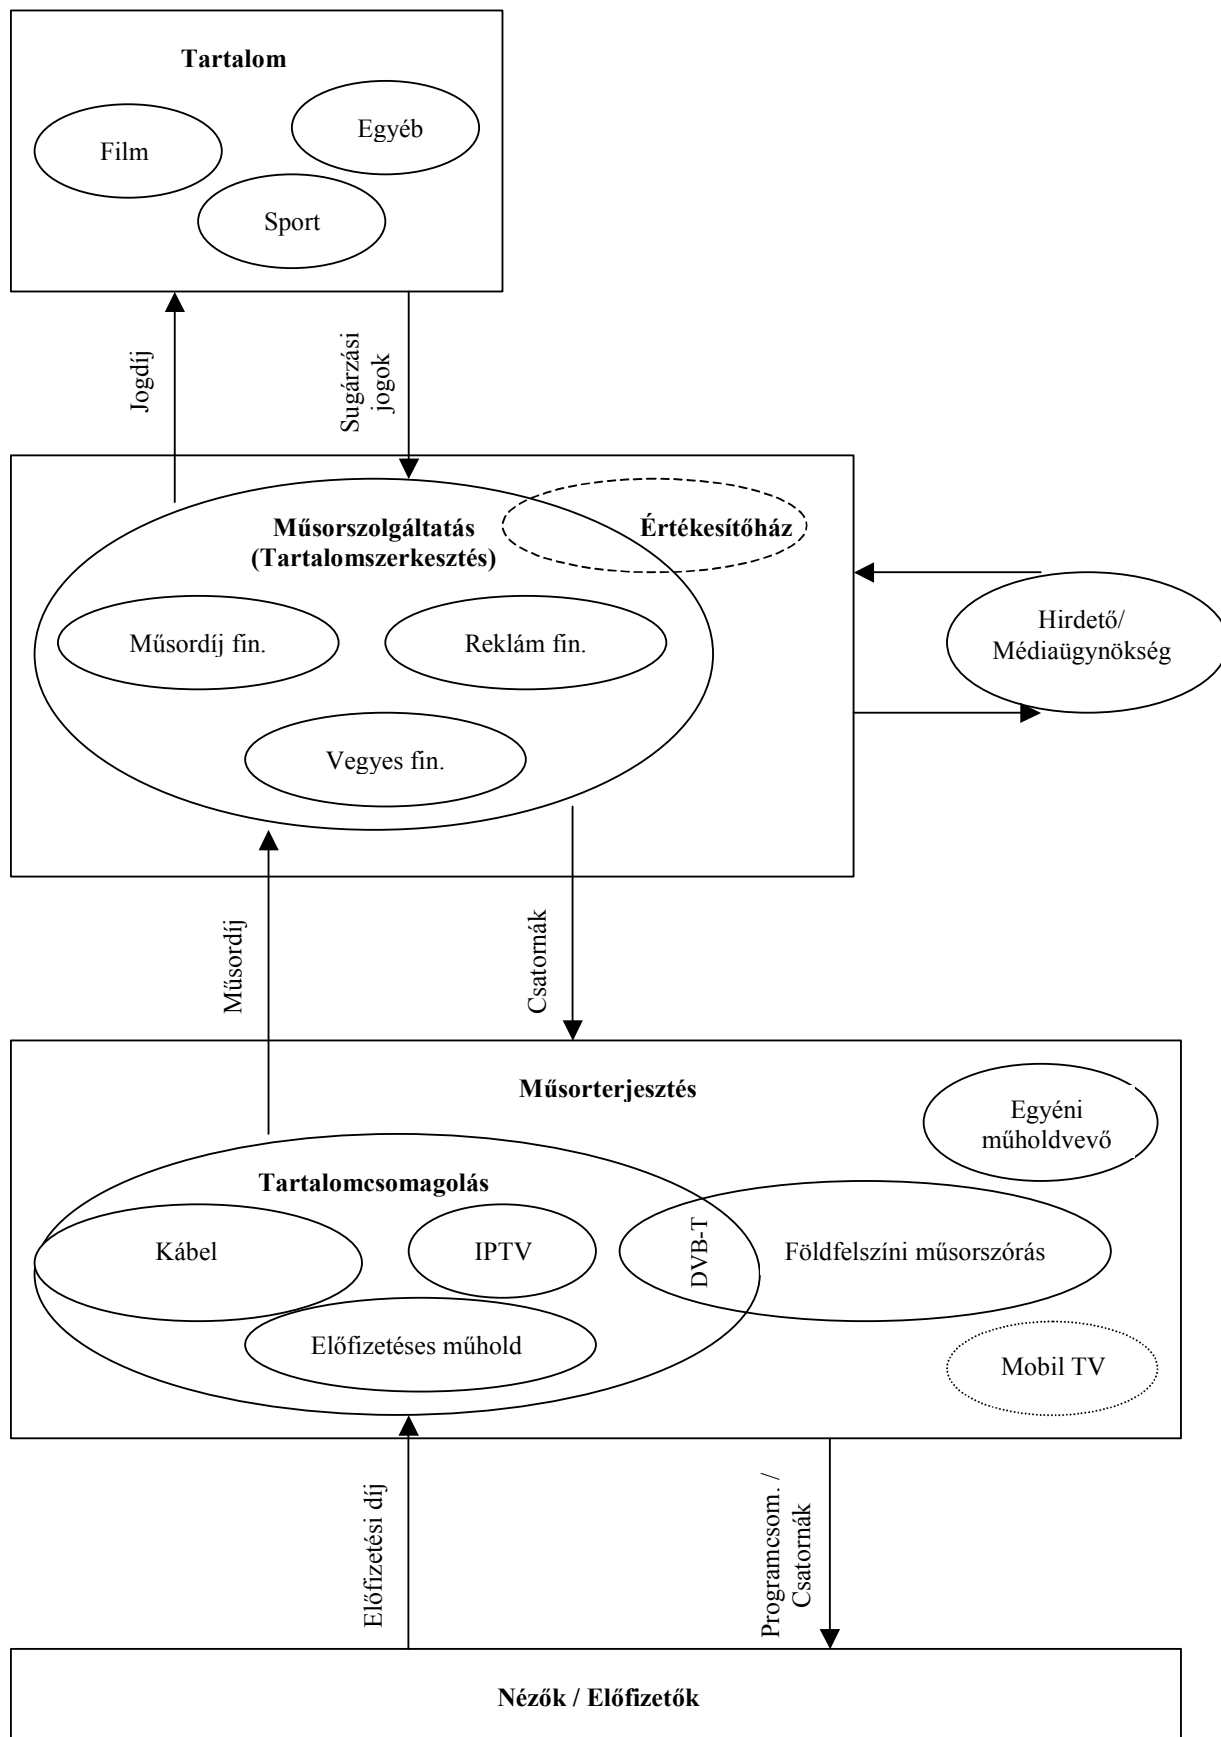 Tartalom
Egyéb
Film
Sport
Jogdíj
Sugárzási
jogok
Műsorszolgáltatás
(Tartalomszerkesztés)
Értékesítőház
Műsordíj fin.
Reklám fin.
Vegyes fin.
Hirdető/
Médiaügynökség
Műsordíj
Csatornák
Műsorterjesztés
Egyéni
műholdvevő
Tartalomcsomagolás
Kábel
IPTV
DVB-T
Földfelszíni műsorszórás
Előfizetéses műhold
Mobil TV
Előfizetési díj
Programcsom. /
Csatornák
Nézők / Előfizetők